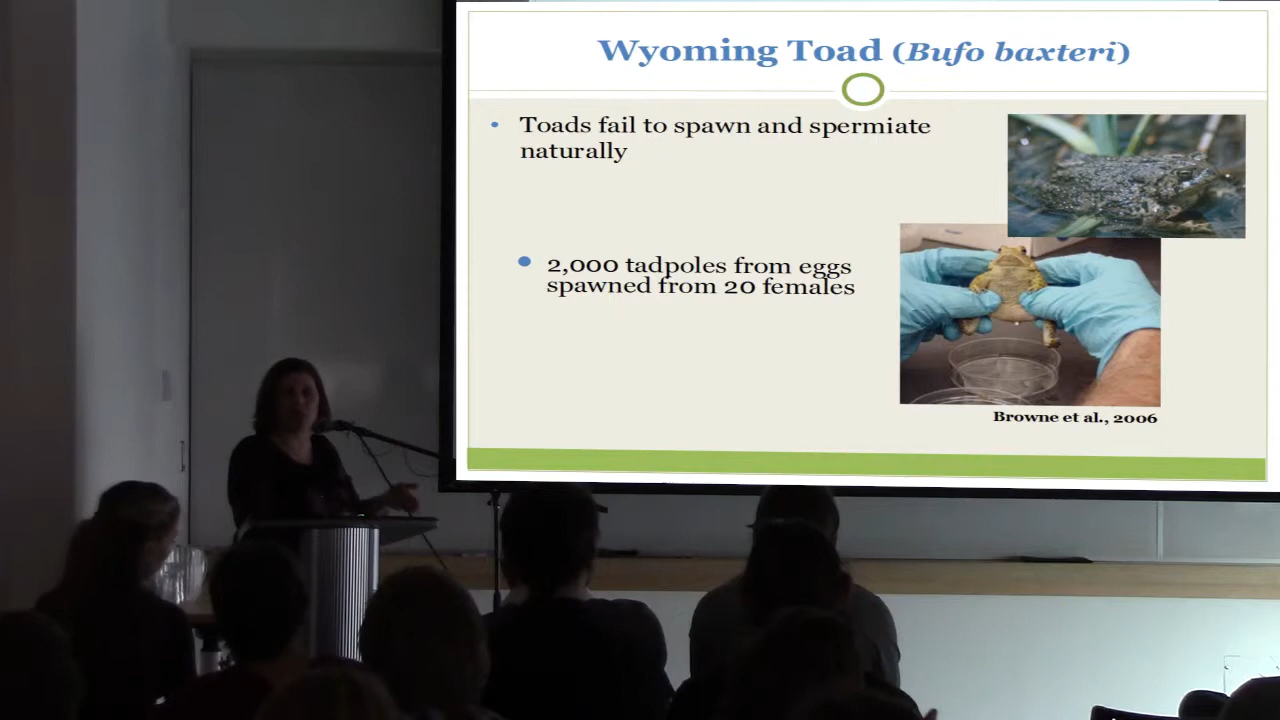 Wyoming Toad (Bufo baxteri)
• Toads fail to spawn and spermiate
naturally
• 2,000 tadpoles from eggs
spawned from 20 females
Browne et al., 2006